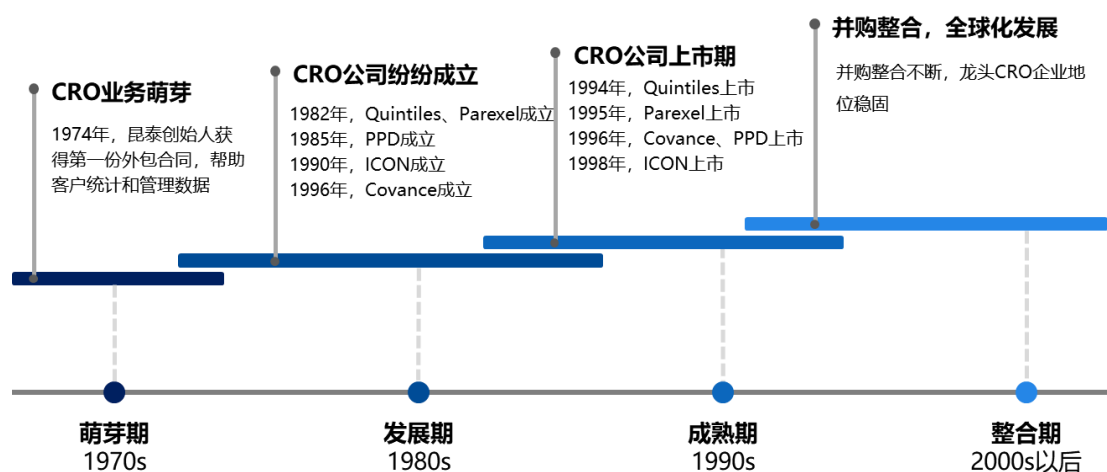 CRO业务萌芽
1974年，昆泰创始人获
得第一份外包合同，帮助
客户统计和管理数据
CRO公司纷纷成立
1982年，Quintiles、Parexel成立
1985年，PPD成立
1990年，ICON成立
1996年，Covance成立
CRO公司上市期
1994年，Quintiles上市
1995年，Parexel上市
1996年，Covance、PPD上市
1998年，ICON上市
并购整合，全球化发展
并购整合不断，龙头CRO企业地
位稳固
萌芽期
1970s
发展期
1980s
成熟期
1990s
整合期
2000s以后